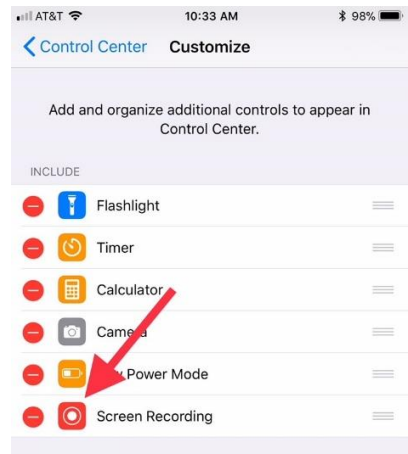 AT&T 10:33 AM 98%
Control Center Customize
Add and organize additional controls to appear in
Control Center.
INCLUDE
Flashlight
Timer
Calculator
Camera
Power Mode
Screen Recording